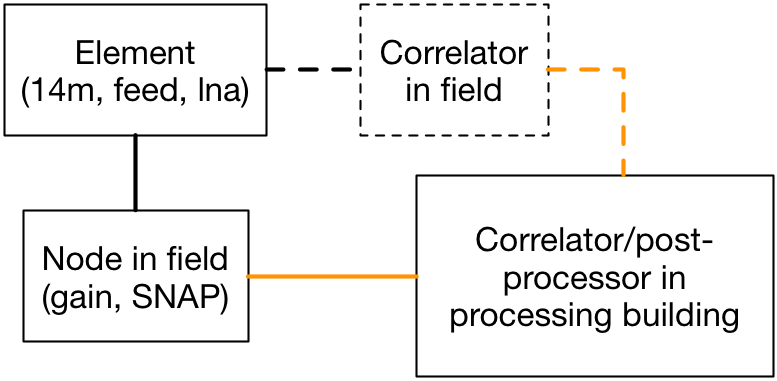 Element
(14m, feed, lna)
Correlator
in field
Node in field
(gain, SNAP)
Correlator/post-
processor in
processing building